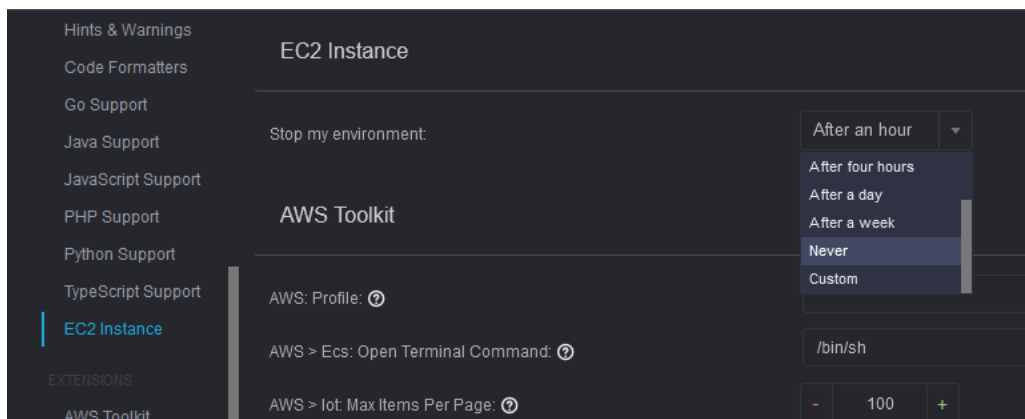 Hints & Warnings
Code Formatters
Go Support
Java Support
JavaScript Support
PHP Support
Python Support
TypeScript Support
EC2 Instance
EXTENSIONS
AWS Toolkit
EC2 Instance
Stop my environment:
After an hour
After four hours
After a day
After a week
Never
Custom
AWS Toolkit
AWS: Profile:
AWS > Ecs: Open Terminal Command:
/bin/sh
AWS > Iot: Max Items Per Page:
- 100 +